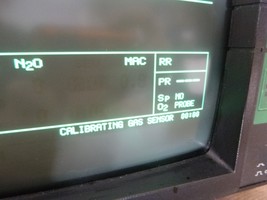 N2O MAC RR
PR ------
Sp NO
O2 PROBE
CALIBRATING GAS SENSOR 00:00